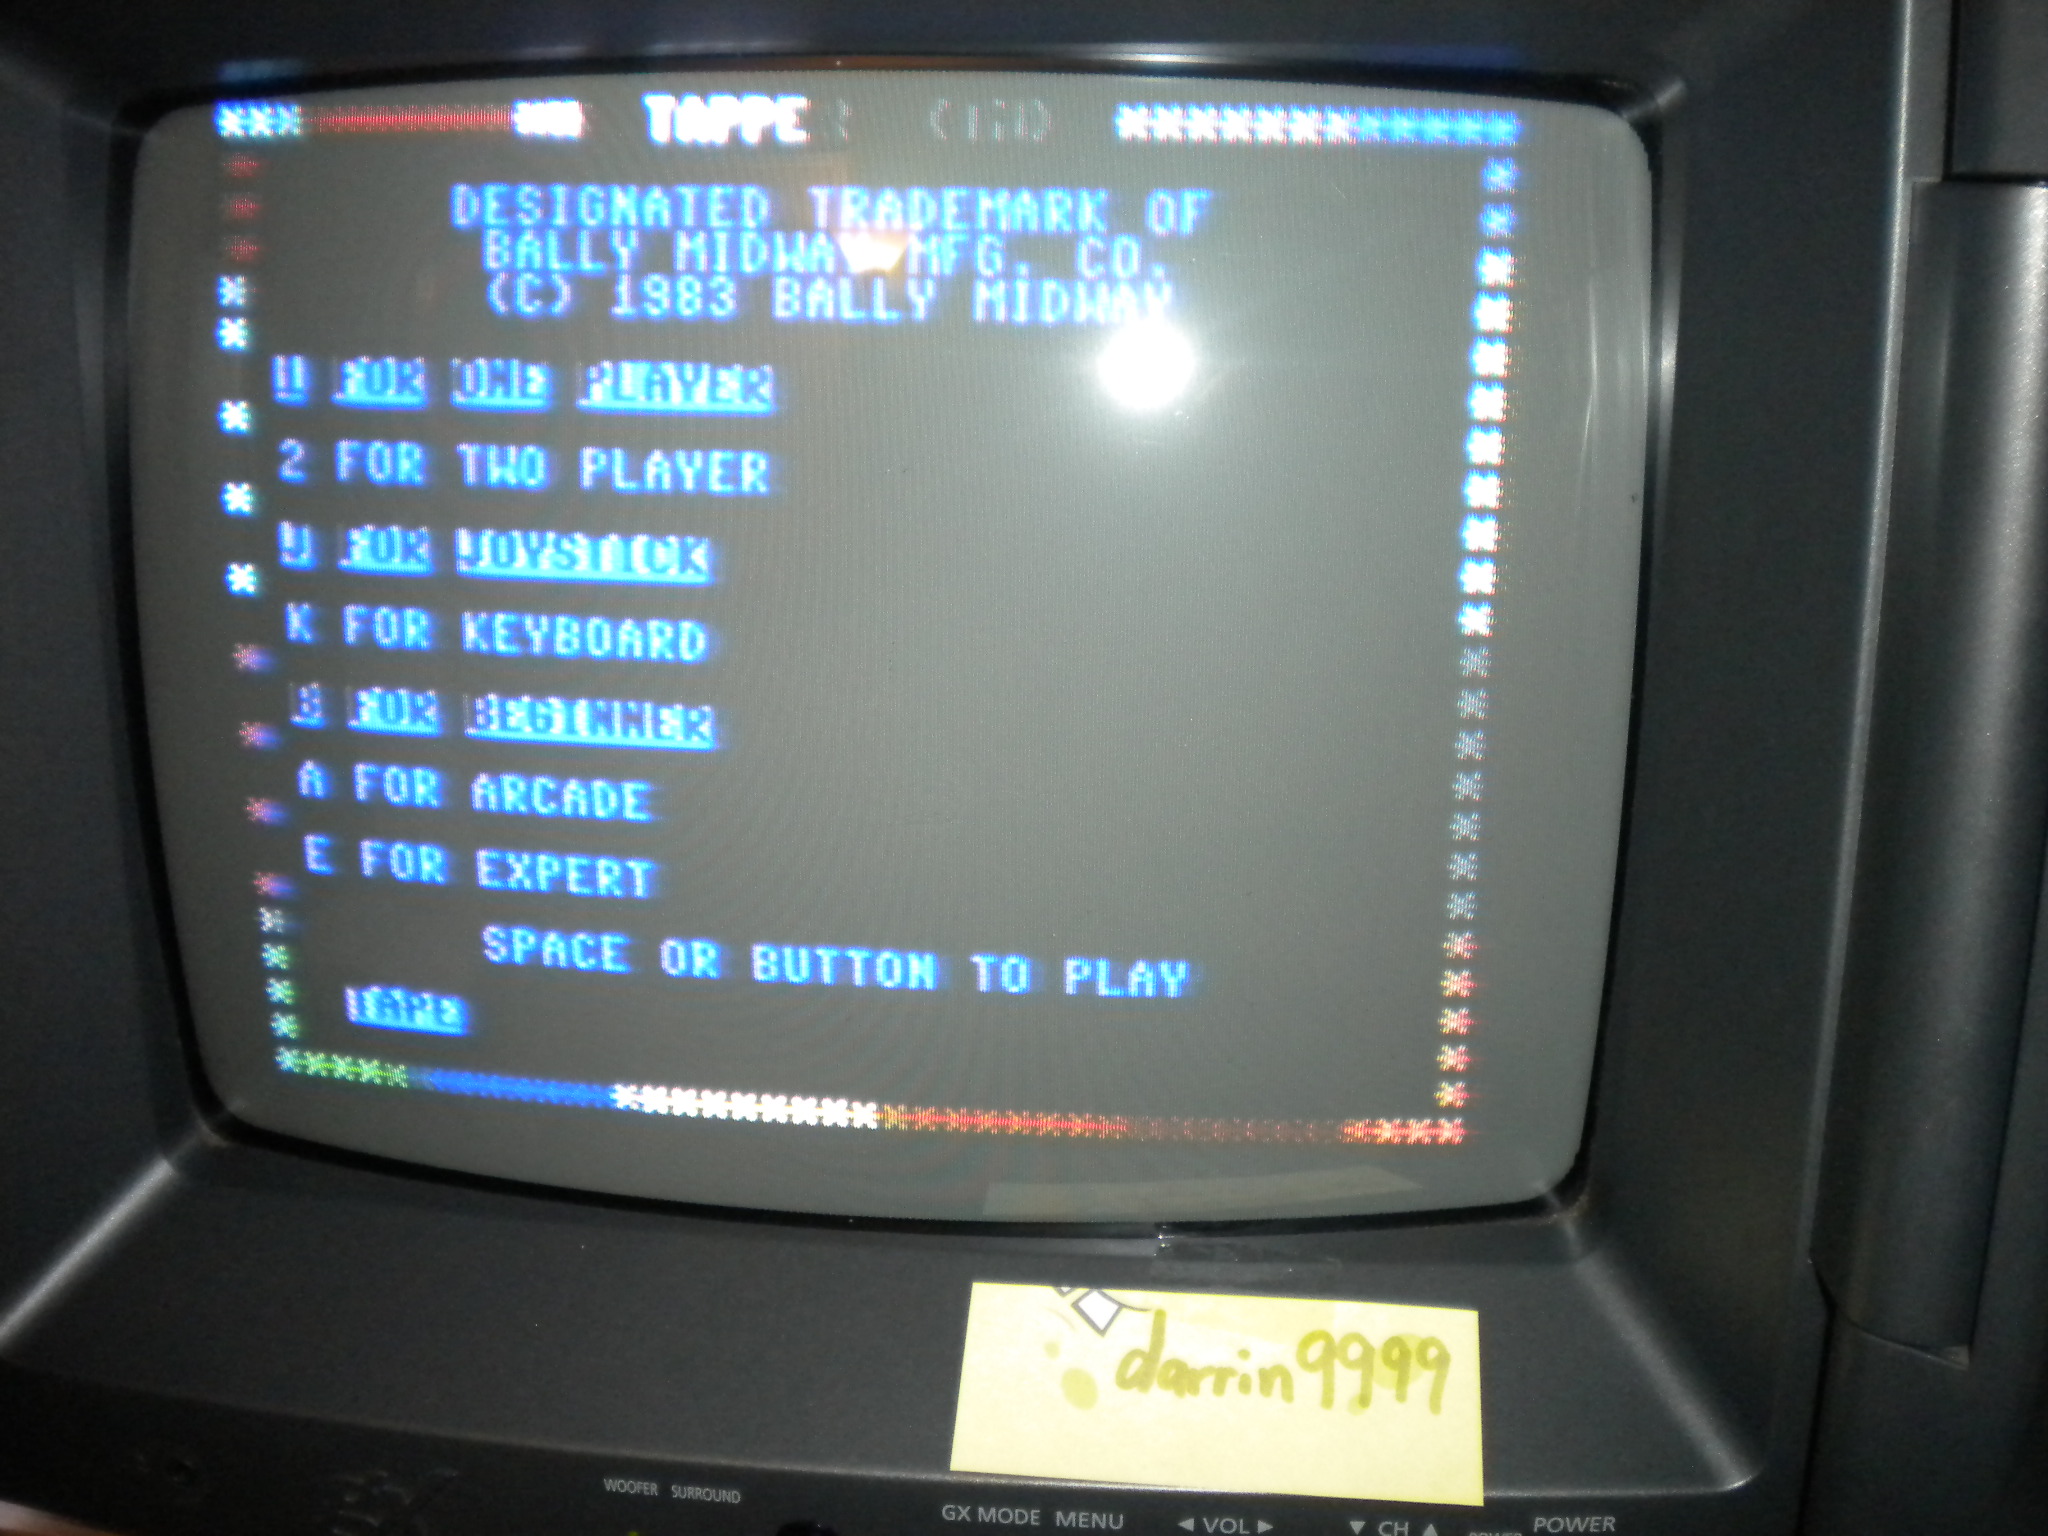 TAPPER (TM)
DESIGNATED TRADEMARK OF
BALLY MIDWAY MFG. CO.
(C) 1983 BALLY MIDWAY
1 FOR ONE PLAYER
2 FOR TWO PLAYER
J FOR JOYSTICK
K FOR KEYBOARD
B FOR BEGINNER
A FOR ARCADE
E FOR EXPERT
SPACE OR BUTTON TO PLAY
darrin9999
WOOFER SURROUND
GX MODE MENU ◄ VOL ► ▼ CH ▲ POWER POWER